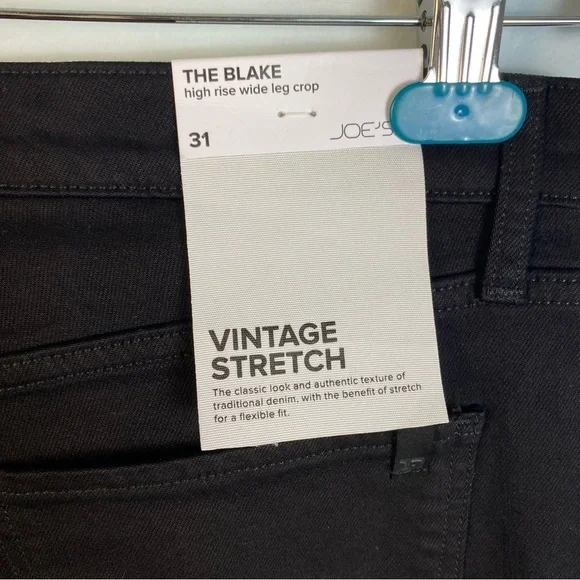 THE BLAKE
high rise wide leg crop
31
JOE'S
VINTAGE
STRETCH
The classic look and authentic texture of
traditional denim, with the benefit of stretch
for a flexible fit.